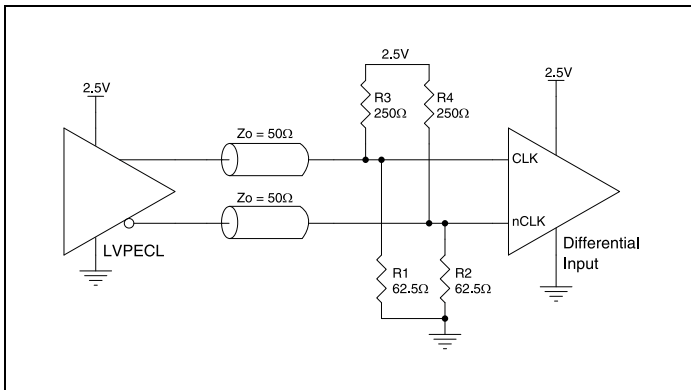 2.5V
2.5V
2.5V
R3
250Ω
R4
250Ω
Zo = 50Ω
CLK
Zo = 50Ω
nCLK
LVPECL
R1
62.5Ω
R2
62.5Ω
Differential
Input